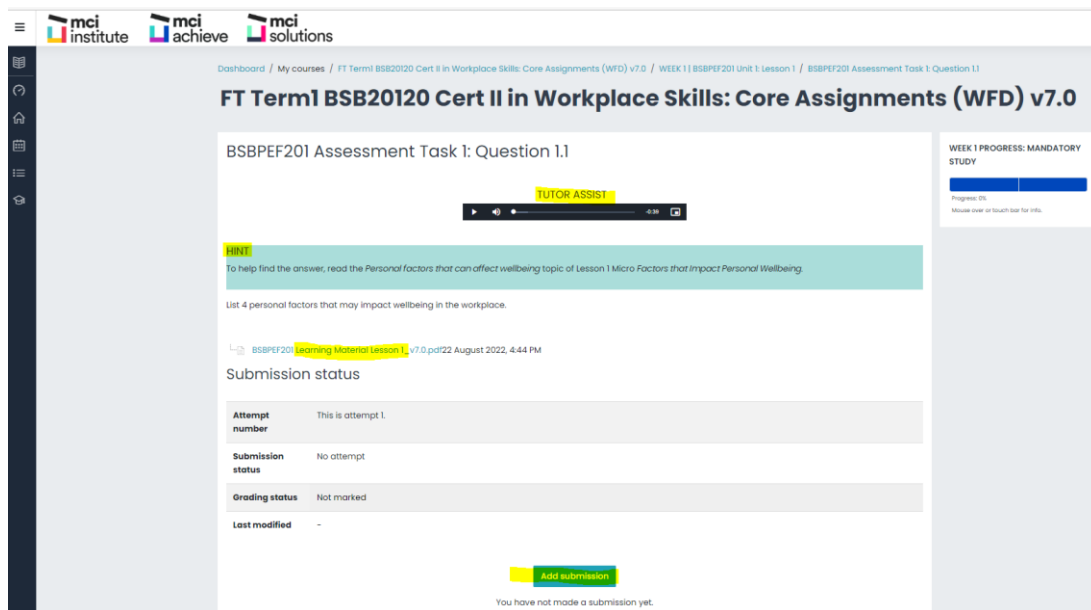 mci institute
mci achieve
mci solutions
Dashboard / My courses / FT Term1 BSB20120 Cert II in Workplace Skills: Core Assignments (WFD) v7.0 / WEEK 1 | BSBPEF201 Unit 1: Lesson 1 / BSBPEF201 Assessment Task 1: Question 1.1
FT Term1 BSB20120 Cert II in Workplace Skills: Core Assignments (WFD) v7.0
BSBPEF201 Assessment Task 1: Question 1.1
WEEK 1 PROGRESS: MANDATORY
STUDY
TUTOR ASSIST
-0:39
Progress: 0%
Mouse over or touch bar for info.
HINT
To help find the answer, read the Personal factors that can affect wellbeing topic of Lesson 1 Micro Factors that Impact Personal Wellbeing.
List 4 personal factors that may impact wellbeing in the workplace.
BSBPEF201 Learning Material Lesson 1_v7.0.pdf22 August 2022, 4:44 PM
Submission status
Attempt number This is attempt 1.
Submission status No attempt
Grading status Not marked
Last modified -
Add submission
You have not made a submission yet.